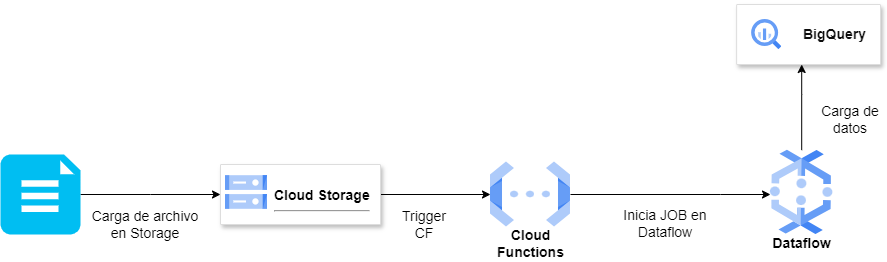 BigQuery
Carga de
datos
Cloud Storage
Carga de archivo
en Storage
Trigger
CF
Cloud
Functions
Inicia JOB en
Dataflow
Dataflow